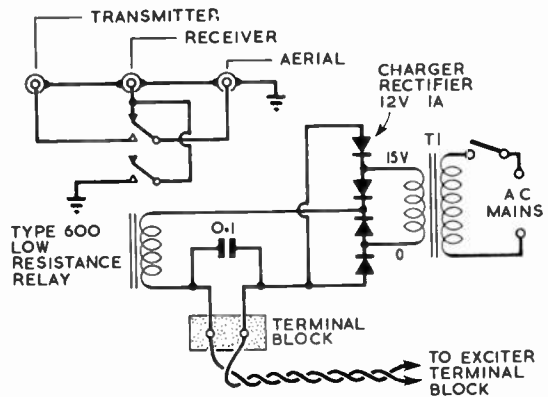 TRANSMITTER
RECEIVER
AERIAL
CHARGER
RECTIFIER
12V 1A
T1
15V
0
AC
MAINS
TYPE 600
LOW
RESISTANCE
RELAY
0.1
TERMINAL
BLOCK
TO EXCITER
TERMINAL
BLOCK